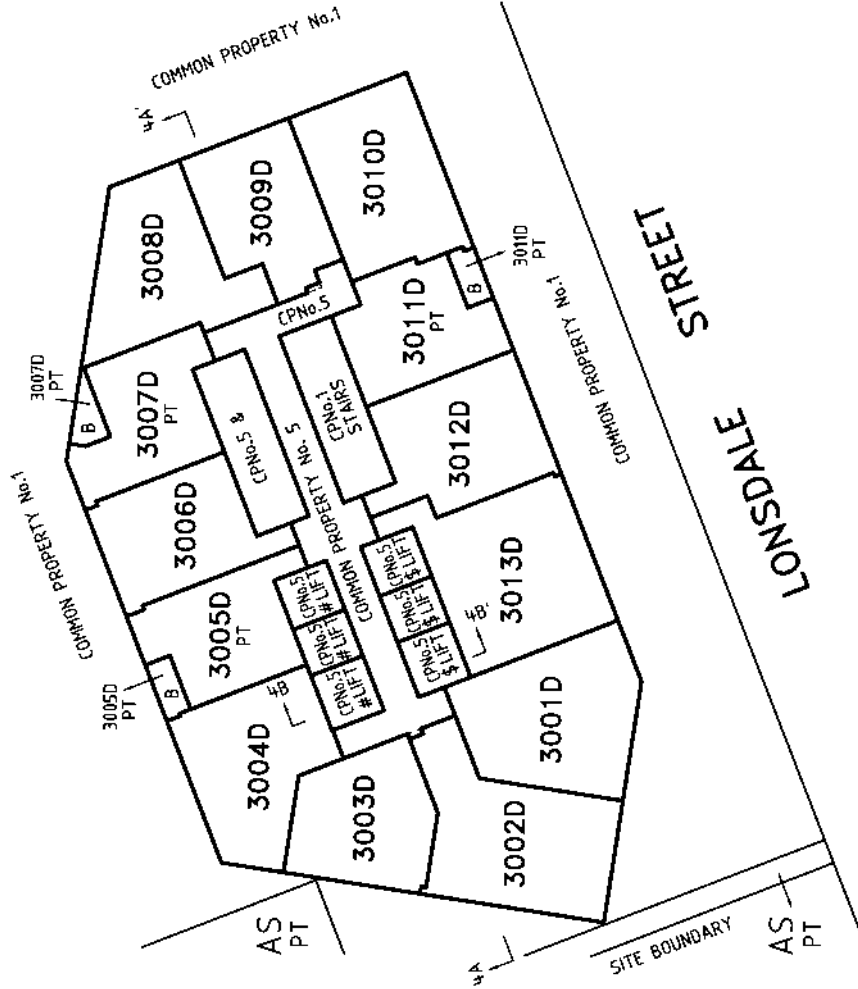 COMMON PROPERTY No.1
4A'
3008D
3009D
3010D
3007D
PT
B
3007D
PT
CPNo.5
3011D
PT
B
3011D
PT
COMMON PROPERTY No.1
CPNo.5 &
COMMON PROPERTY No. 5
CPNo.1
STAIRS
3006D
3012D
COMMON PROPERTY No.1
STREET
LONSDALE
3005D
PT
B
3005D
PT
CPNo.5
# LIFT
CPNo.5
# LIFT
CPNo.5
# LIFT
CPNo.5
$ LIFT
CPNo.5
$ LIFT
CPNo.5
$ LIFT
3013D
4B'
4B
3004D
3003D
3001D
3002D
AS
PT
4A
SITE BOUNDARY
AS
PT